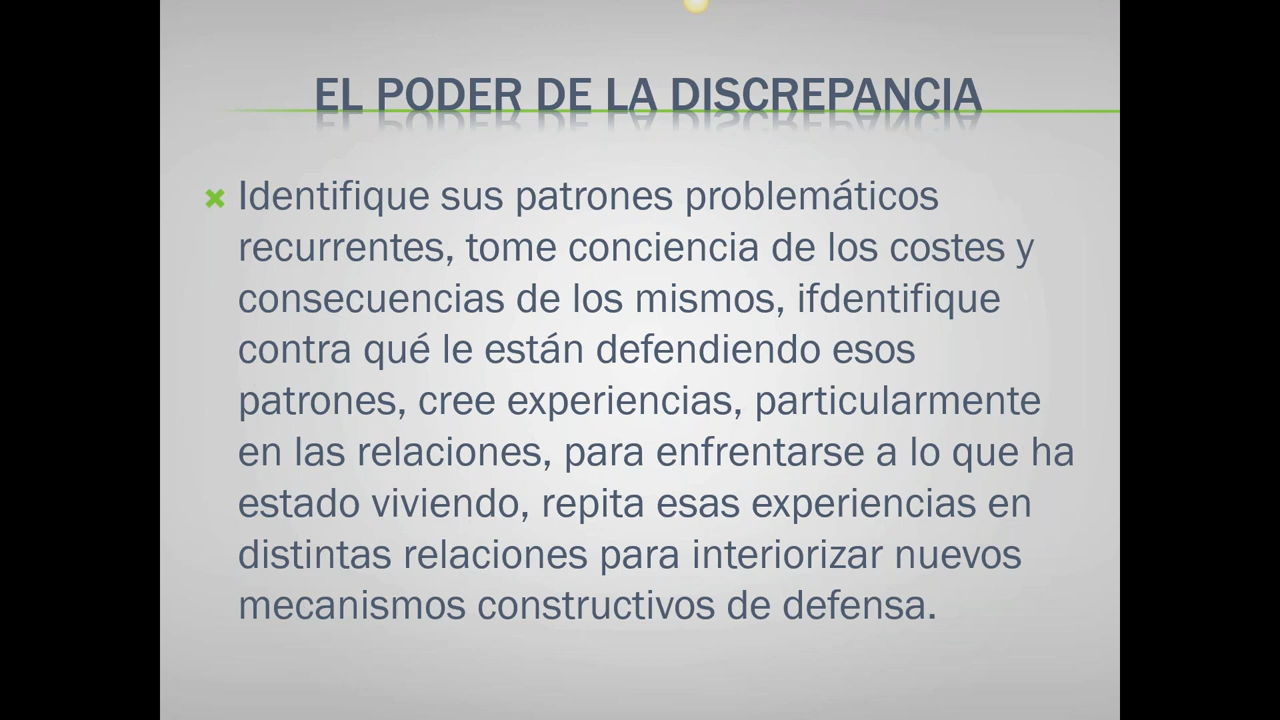 EL PODER DE LA DISCREPANCIA
Identifique sus patrones problemáticos
recurrentes, tome conciencia de los costes y
consecuencias de los mismos, ifdentifique
contra qué le están defendiendo esos
patrones, cree experiencias, particularmente
en las relaciones, para enfrentarse a lo que ha
estado viviendo, repita esas experiencias en
distintas relaciones para interiorizar nuevos
mecanismos constructivos de defensa.